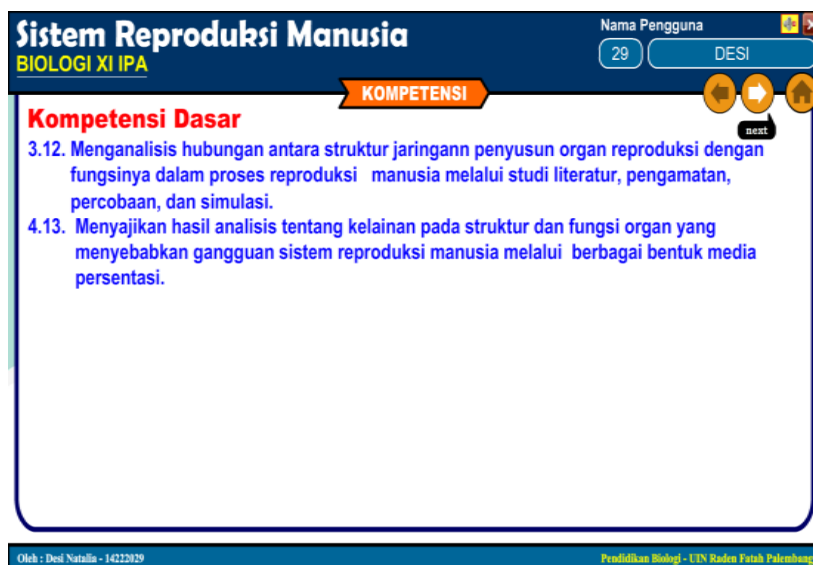 Sistem Reproduksi Manusia
BIOLOGI XI IPA
Nama Pengguna
29 DESI
KOMPETENSI
next
Kompetensi Dasar
3.12. Menganalisis hubungan antara struktur jaringann penyusun organ reproduksi dengan
fungsinya dalam proses reproduksi manusia melalui studi literatur, pengamatan,
percobaan, dan simulasi.
4.13. Menyajikan hasil analisis tentang kelainan pada struktur dan fungsi organ yang
menyebabkan gangguan sistem reproduksi manusia melalui berbagai bentuk media
persentasi.
Oleh : Desi Natalia - 14222029
Pendidikan Biologi - UIN Raden Fatah Palembang